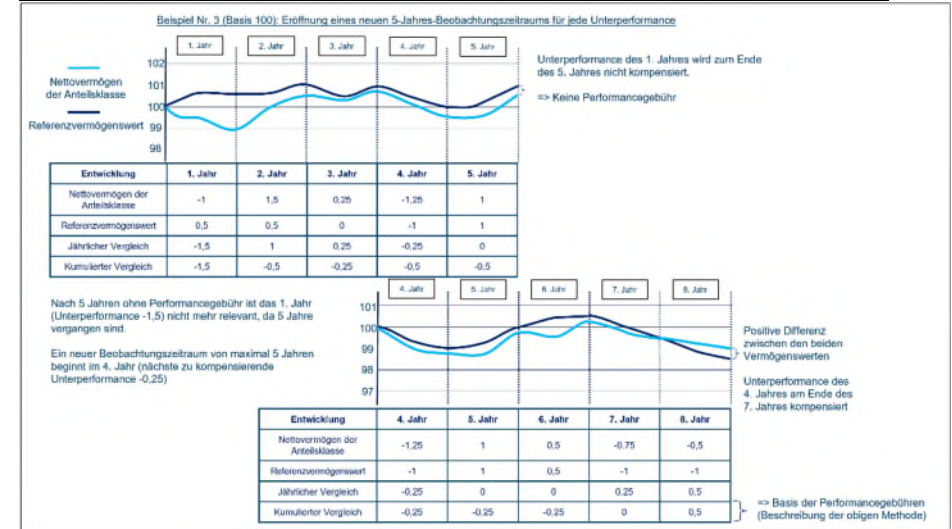 Beispiel Nr. 3 (Basis 100): Eröffnung eines neuen 5-Jahres-Beobachtungszeitraums für jede Unterperformance
1. Jahr 2. Jahr 3. Jahr 4. Jahr 5. Jahr
Nettovermögen
der Anteilsklasse
Referenzvermögenswert
102
101
100
99
98
Unterperformance des 1. Jahres wird zum Ende
des 5. Jahres nicht kompensiert.
=> Keine Performancegebühr
Entwicklung 1. Jahr 2. Jahr 3. Jahr 4. Jahr 5. Jahr
Nettovermögen der
Anteilsklasse -1 1,5 0,25 -1,25 1
Referenzvermögenswert 0,5 0,5 0 -1 1
Jährlicher Vergleich -1,5 1 0,25 -0,25 0
Kumulierter Vergleich -1,5 -0,5 -0,25 -0,5 -0,5
Nach 5 Jahren ohne Performancegebühr ist das 1. Jahr
(Unterperformance -1,5) nicht mehr relevant, da 5 Jahre
vergangen sind.
Ein neuer Beobachtungszeitraum von maximal 5 Jahren
beginnt im 4. Jahr (nächste zu kompensierende
Unterperformance -0,25)
4. Jahr 5. Jahr 6. Jahr 7. Jahr 8. Jahr
101
100
99
98
97
Positive Differenz
zwischen den beiden
Vermögenswerten
Unterperformance des
4. Jahres am Ende des
7. Jahres kompensiert
Entwicklung 4. Jahr 5. Jahr 6. Jahr 7. Jahr 8. Jahr
Nettovermögen der
Anteilsklasse -1,25 1 0,5 -0.75 -0,5
Referenzvermögenswert -1 1 0,5 -1 -1
Jährlicher Vergleich -0,25 0 0 0,25 0,5
Kumulierter Vergleich -0,25 -0,25 -0,25 0 0,5
=> Basis der Performancegebühren
(Beschreibung der obigen Methode)